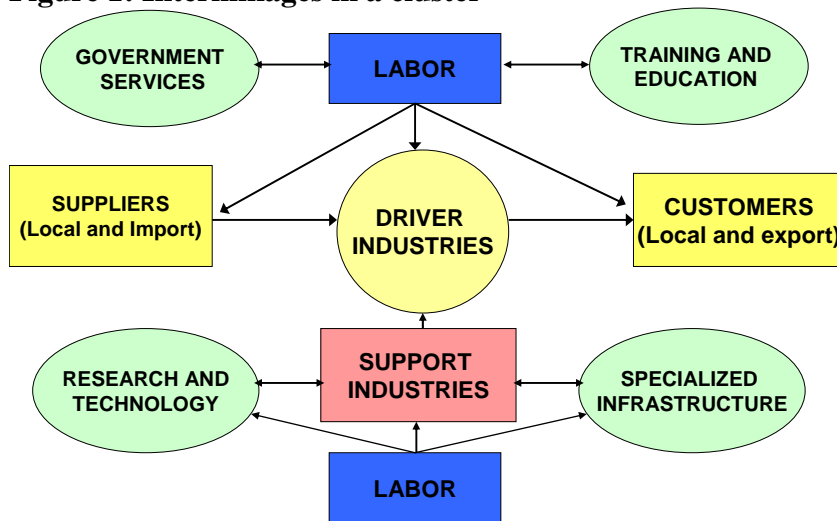 GOVERNMENT
SERVICES
LABOR
TRAINING AND
EDUCATION
SUPPLIERS
(Local and Import)
DRIVER
INDUSTRIES
CUSTOMERS
(Local and export)
RESEARCH AND
TECHNOLOGY
SUPPORT
INDUSTRIES
SPECIALIZED
INFRASTRUCTURE
LABOR